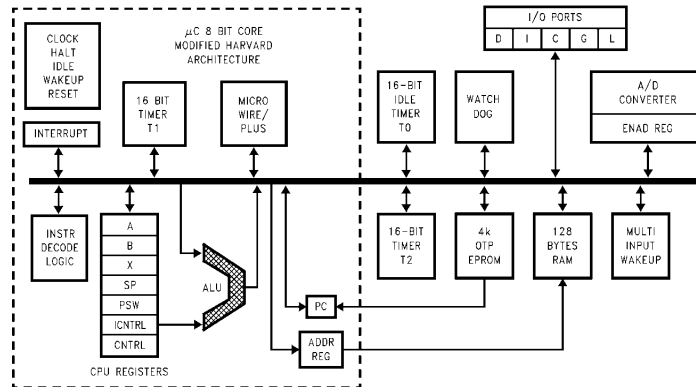 I/O PORTS
D I C G L
μC 8 BIT CORE
MODIFIED HARVARD
ARCHITECTURE
CLOCK
HALT
IDLE
WAKEUP
RESET
INTERRUPT
16 BIT
TIMER
T1
MICRO
WIRE/
PLUS
16-BIT
IDLE
TIMER
T0
WATCH
DOG
A/D
CONVERTER
ENAD REG
INSTR
DECODE
LOGIC
A
B
X
SP
PSW
ICNTRL
CNTRL
CPU REGISTERS
ALU
PC
ADDR
REG
16-BIT
TIMER
T2
4k
OTP
EPROM
128
BYTES
RAM
MULTI
INPUT
WAKEUP